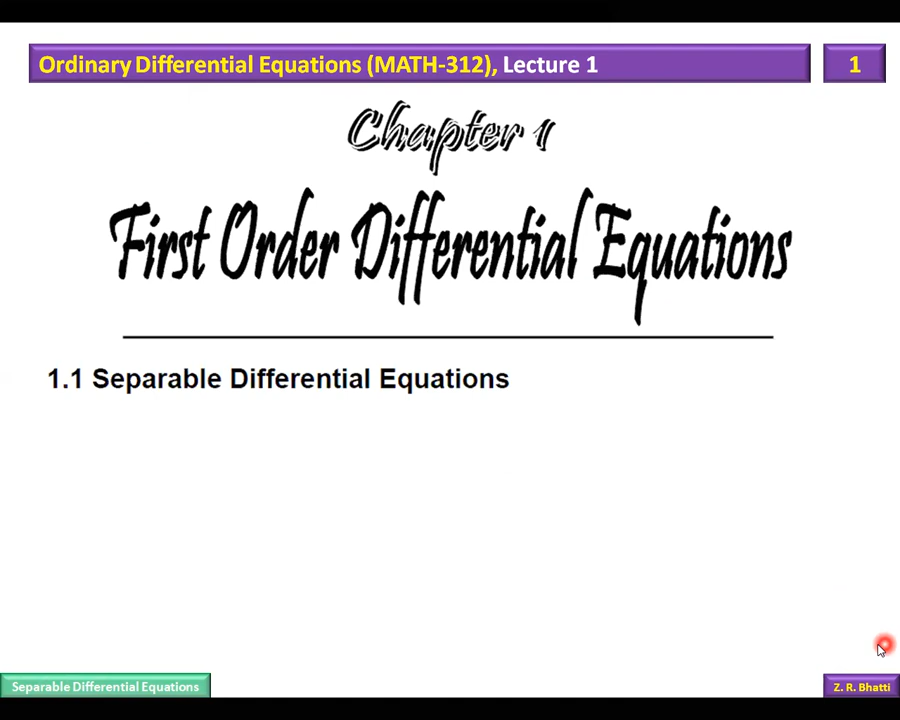 Ordinary Differential Equations (MATH-312), Lecture 1
1
Chapter 1
First Order Differential Equations
1.1 Separable Differential Equations
Separable Differential Equations
Z. R. Bhatti